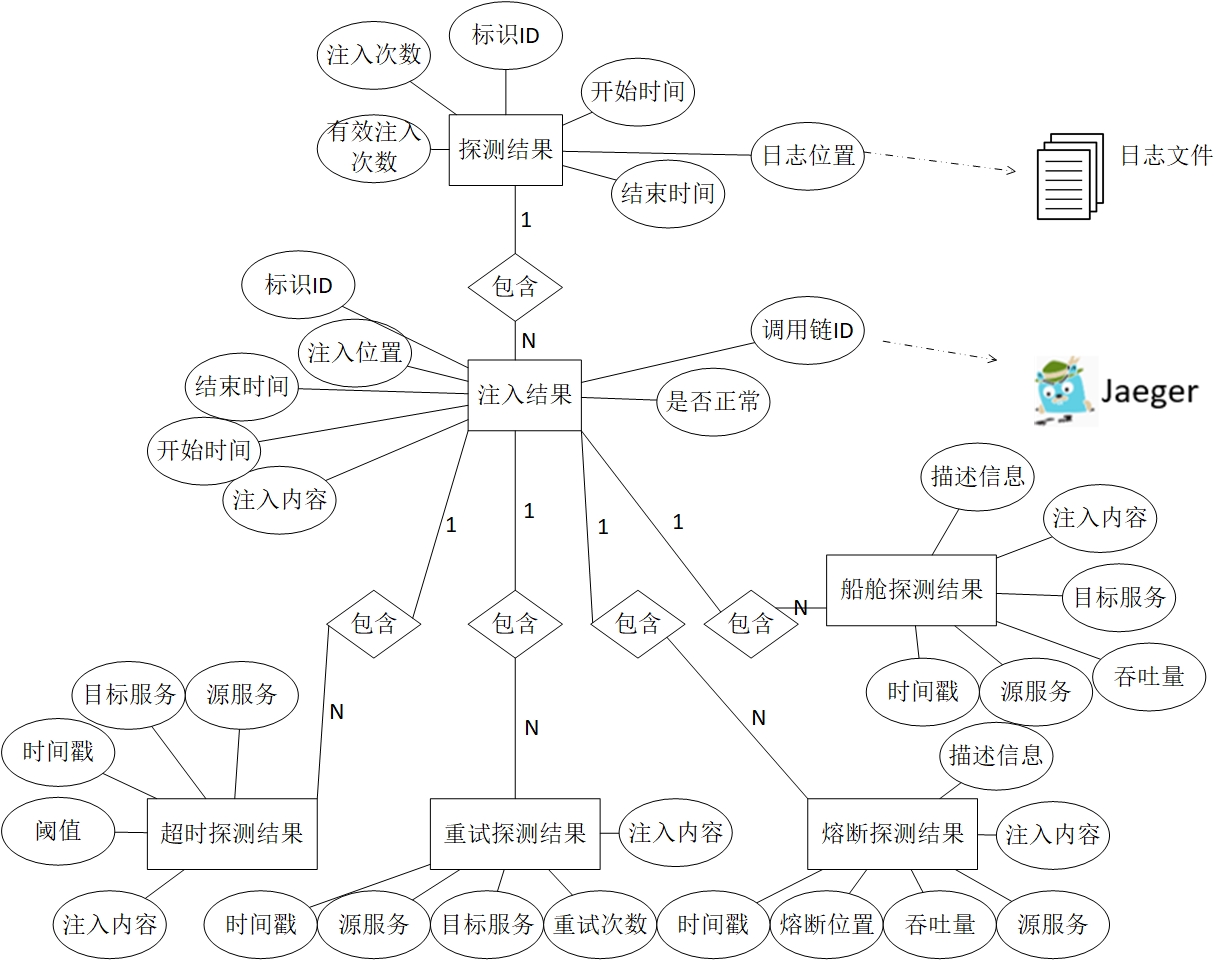 标识ID
注入次数
开始时间
有效注入
次数
探测结果
日志位置
日志文件
结束时间
1
包含
标识ID
N
调用链ID
注入位置
结束时间
注入结果
是否正常
Jaeger
开始时间
注入内容
描述信息
1
1
1
1
注入内容
船舱探测结果
目标服务
包含
包含
包含
包含
N
时间戳
源服务
吞吐量
目标服务
源服务
N
N
N
时间戳
描述信息
阈值
超时探测结果
重试探测结果
注入内容
熔断探测结果
注入内容
注入内容
时间戳
源服务
目标服务
重试次数
时间戳
熔断位置
吞吐量
源服务